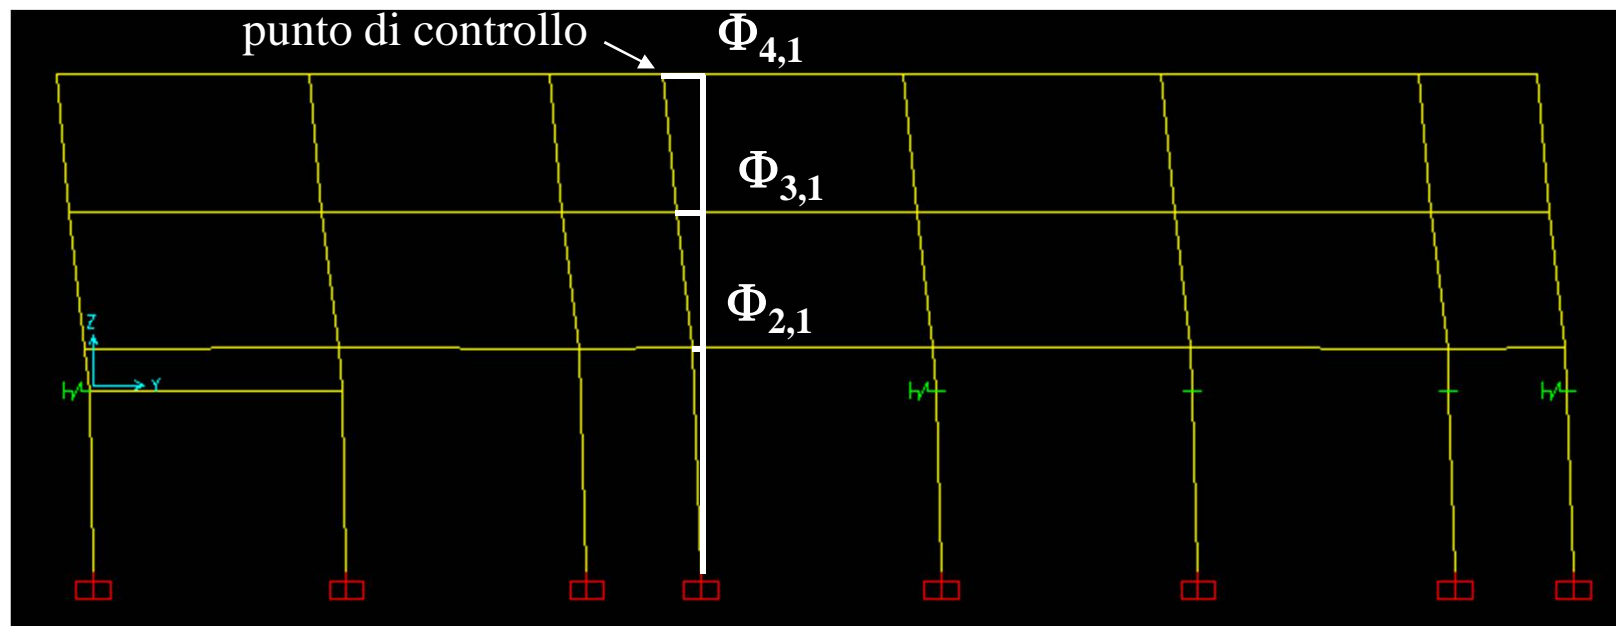 punto di controllo
Φ4,1
Φ3,1
Φ2,1
Z
Y